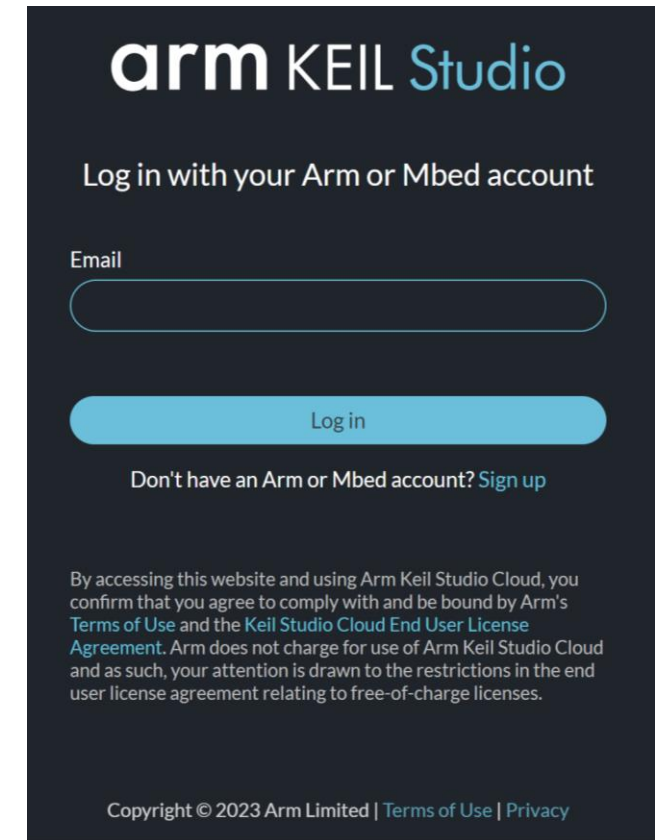 arm KEIL Studio
Log in with your Arm or Mbed account
Email
Log in
Don't have an Arm or Mbed account? Sign up
By accessing this website and using Arm Keil Studio Cloud, you
confirm that you agree to comply with and be bound by Arm's
Terms of Use and the Keil Studio Cloud End User License
Agreement. Arm does not charge for use of Arm Keil Studio Cloud
and as such, your attention is drawn to the restrictions in the end
user license agreement relating to free-of-charge licenses.
Copyright © 2023 Arm Limited | Terms of Use | Privacy